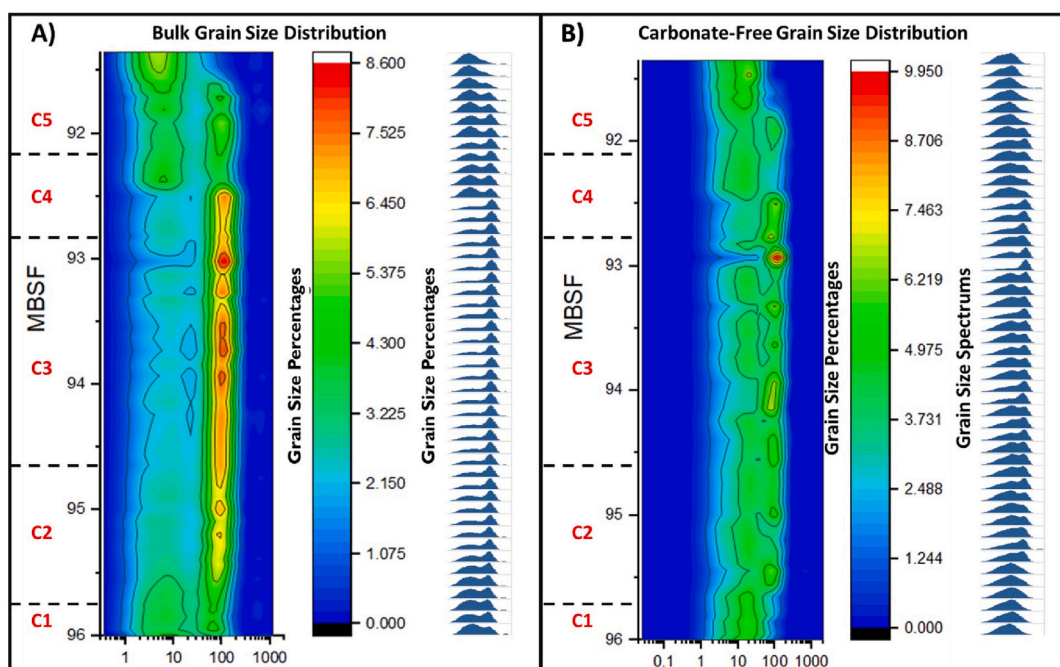 A)
Bulk Grain Size Distribution
C5
C4
C3
C2
C1
MBSF
92
93
94
95
96
1
10
100
1000
8.600
7.525
6.450
5.375
4.300
3.225
2.150
1.075
0.000
Grain Size Percentages
Grain Size Percentages
B)
Carbonate-Free Grain Size Distribution
C5
C4
C3
C2
C1
MBSF
92
93
94
95
96
0.1
1
10
100
1000
9.950
8.706
7.463
6.219
4.975
3.731
2.488
1.244
0.000
Grain Size Percentages
Grain Size Spectrums